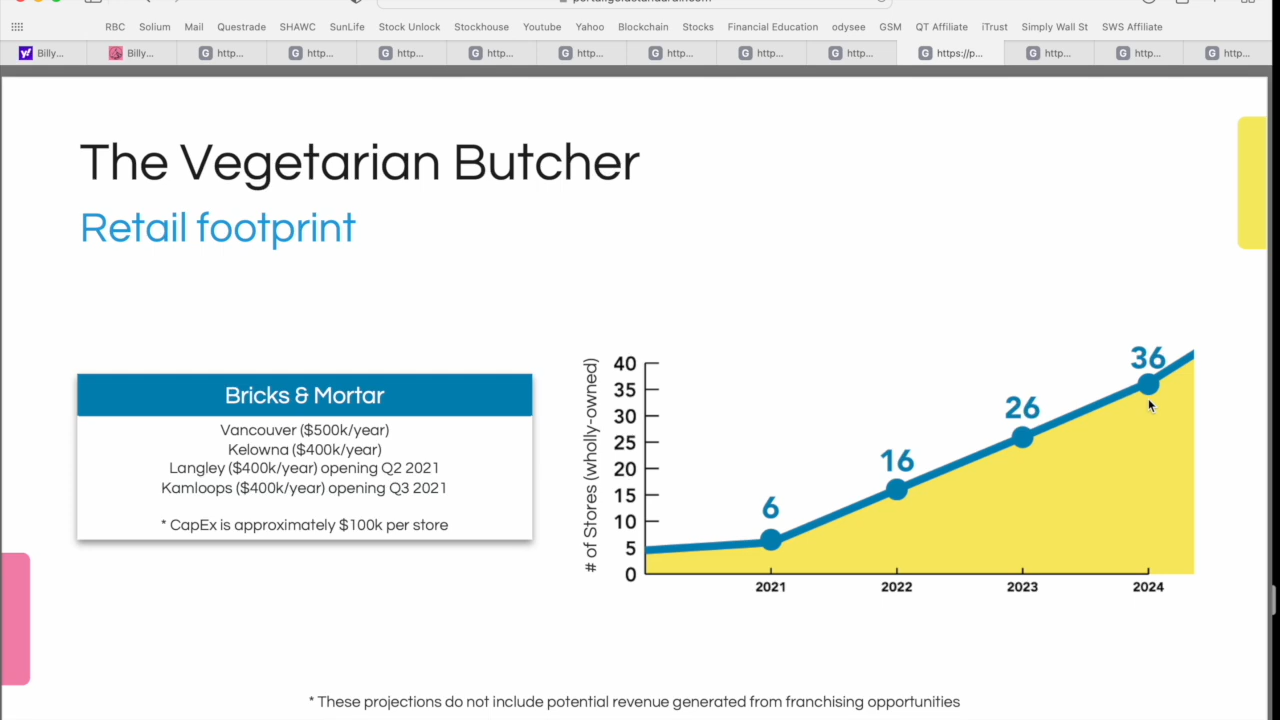 RBC Solium Mail Questrade SHAWC SunLife Stock Unlock Stockhouse Youtube Yahoo Blockchain Stocks Financial Education odysee GSM QT Affiliate iTrust Simply Wall St SWS Affiliate
Billy... Billy... http... http... http... http... http... http... http... http... https://p... http... http... http...
The Vegetarian Butcher
Retail footprint
Bricks & Mortar
Vancouver ($500k/year)
Kelowna ($400k/year)
Langley ($400k/year) opening Q2 2021
Kamloops ($400k/year) opening Q3 2021
* CapEx is approximately $100k per store
# of Stores (wholly-owned)
40
35
30
25
20
15
10
5
0
6
16
26
36
2021 2022 2023 2024
* These projections do not include potential revenue generated from franchising opportunities